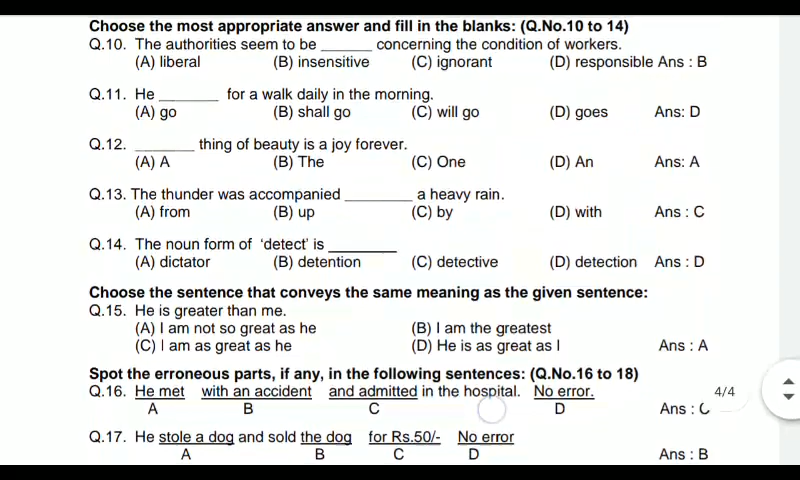 Choose the most appropriate answer and fill in the blanks: (Q.No.10 to 14)
Q.10. The authorities seem to be ______ concerning the condition of workers.
(A) liberal (B) insensitive (C) ignorant (D) responsible Ans : B
Q.11. He _______ for a walk daily in the morning.
(A) go (B) shall go (C) will go (D) goes Ans: D
Q.12. _______ thing of beauty is a joy forever.
(A) A (B) The (C) One (D) An Ans: A
Q.13. The thunder was accompanied ________ a heavy rain.
(A) from (B) up (C) by (D) with Ans : C
Q.14. The noun form of 'detect' is ________
(A) dictator (B) detention (C) detective (D) detection Ans : D
Choose the sentence that conveys the same meaning as the given sentence:
Q.15. He is greater than me.
(A) I am not so great as he (B) I am the greatest
(C) I am as great as he (D) He is as great as I Ans : A
Spot the erroneous parts, if any, in the following sentences: (Q.No.16 to 18)
Q.16. He met with an accident and admitted in the hospital. No error. 4/4
A B C D Ans : C
Q.17. He stole a dog and sold the dog for Rs.50/- No error
A B C D Ans : B